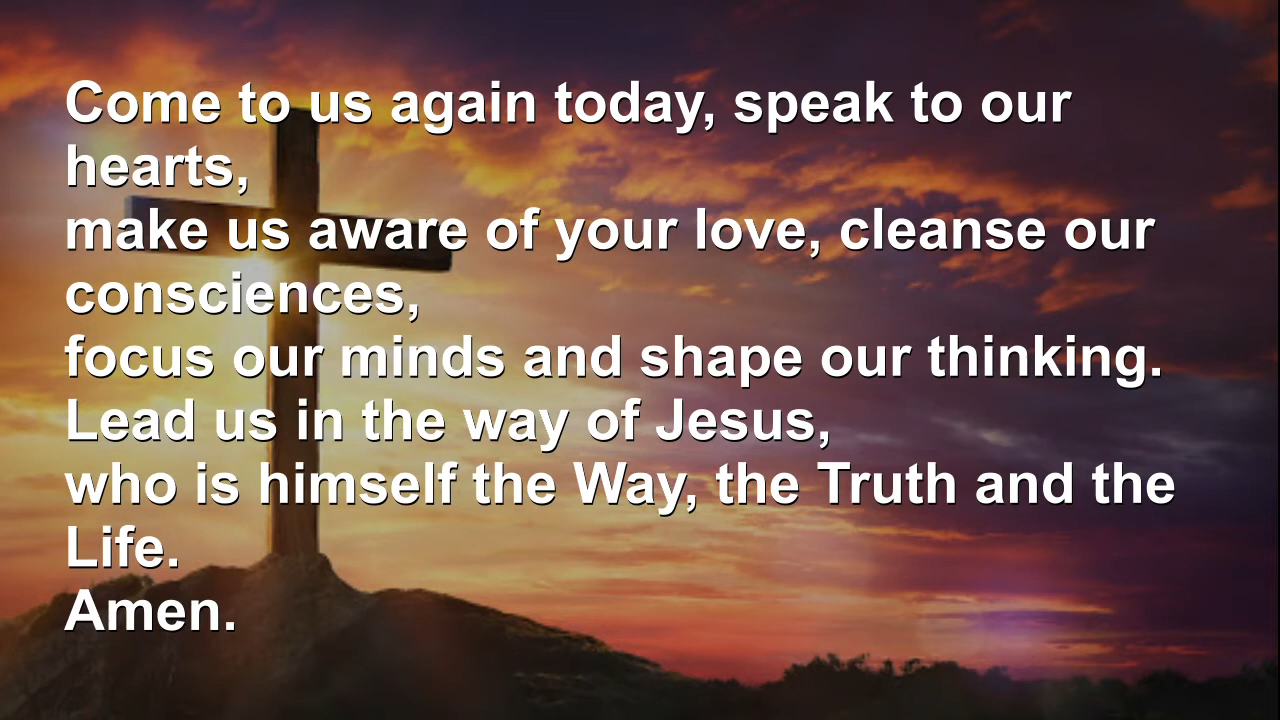 Come to us again today, speak to our
hearts,
make us aware of your love, cleanse our
consciences,
focus our minds and shape our thinking.
Lead us in the way of Jesus,
who is himself the Way, the Truth and the
Life.
Amen.